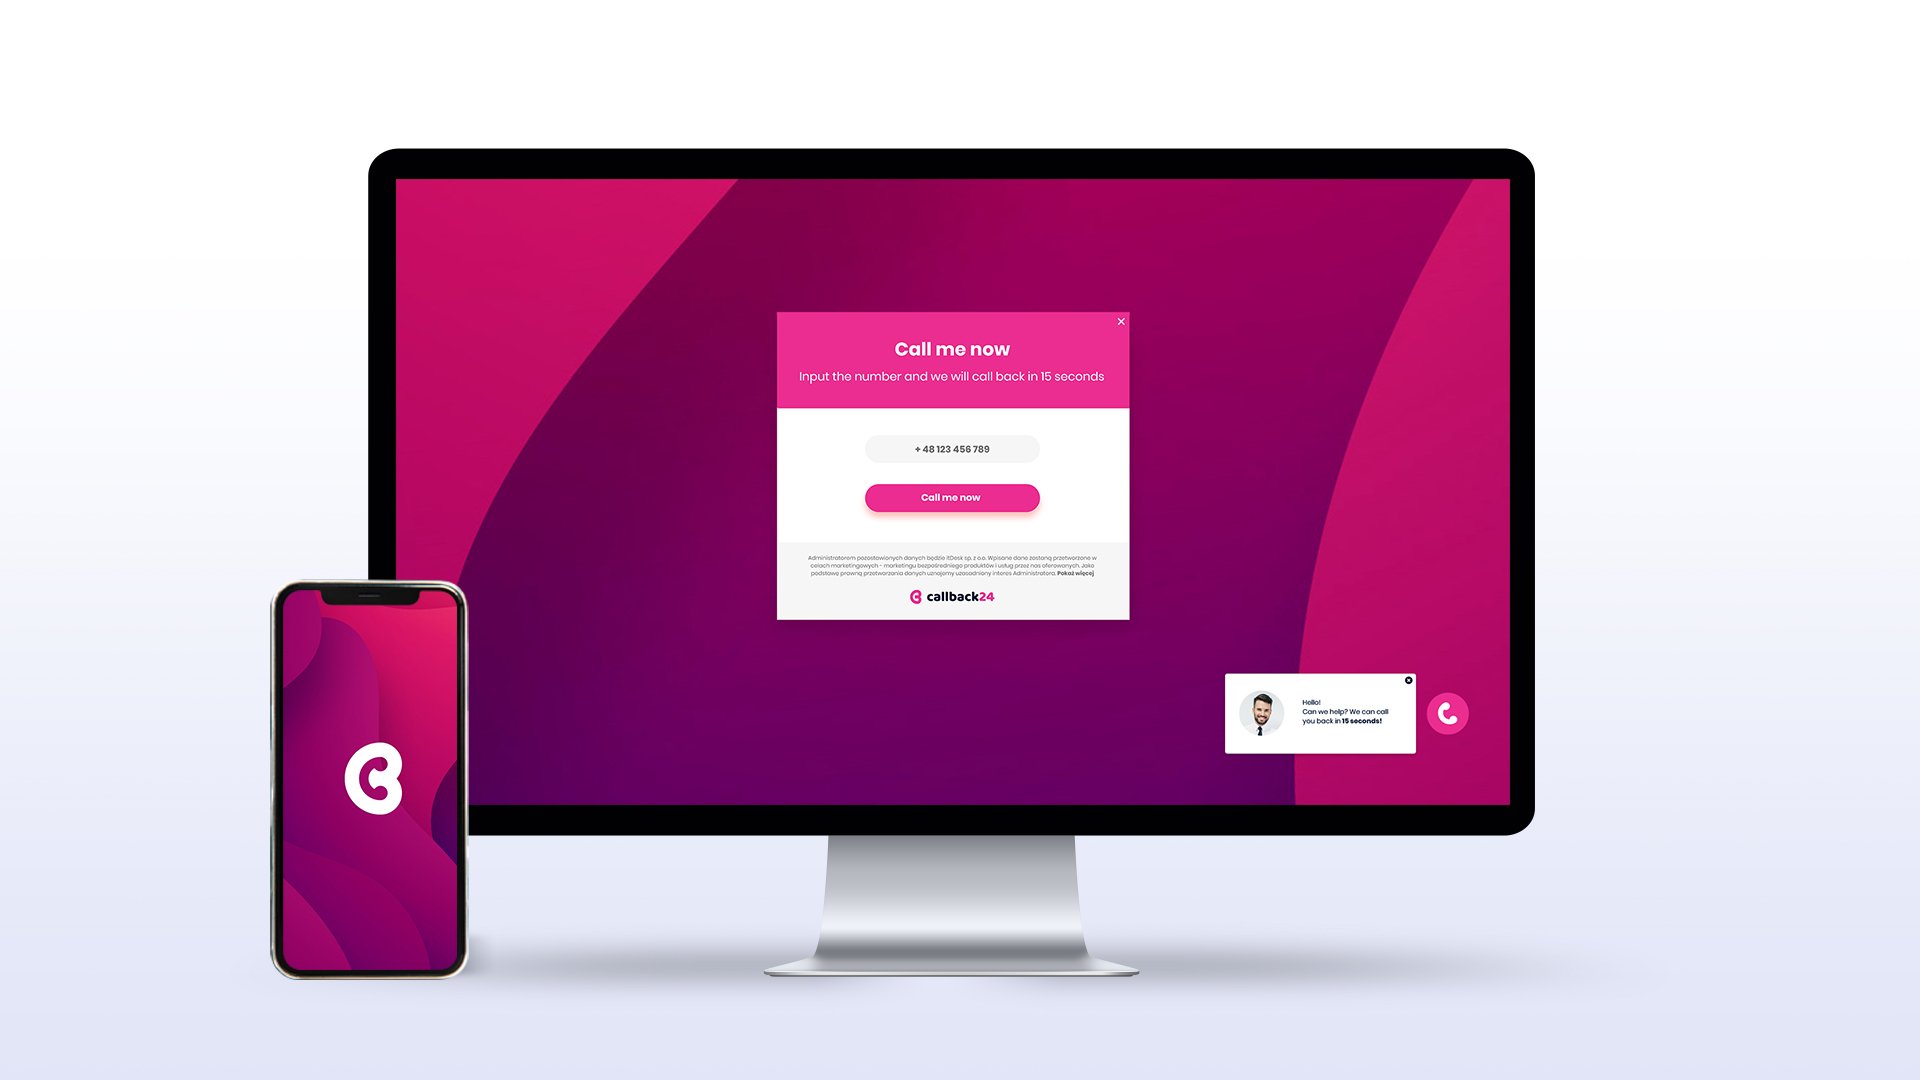 Call me now
Input the number and we will call back in 15 seconds
+ 48 123 456 789
Call me now
Administratorem pozostawionych danych będzie itDesk sp. z o.o. Wpisane dane zostaną przetworzone w
celach marketingowych - marketingu bezpośredniego produktów i usług przez nas oferowanych. Jako
podstawę prawną przetwarzania danych uznajemy uzasadniony interes Administratora. Pokaż więcej
callback24
Hello!
Can we help? We can call
you back in 15 seconds!